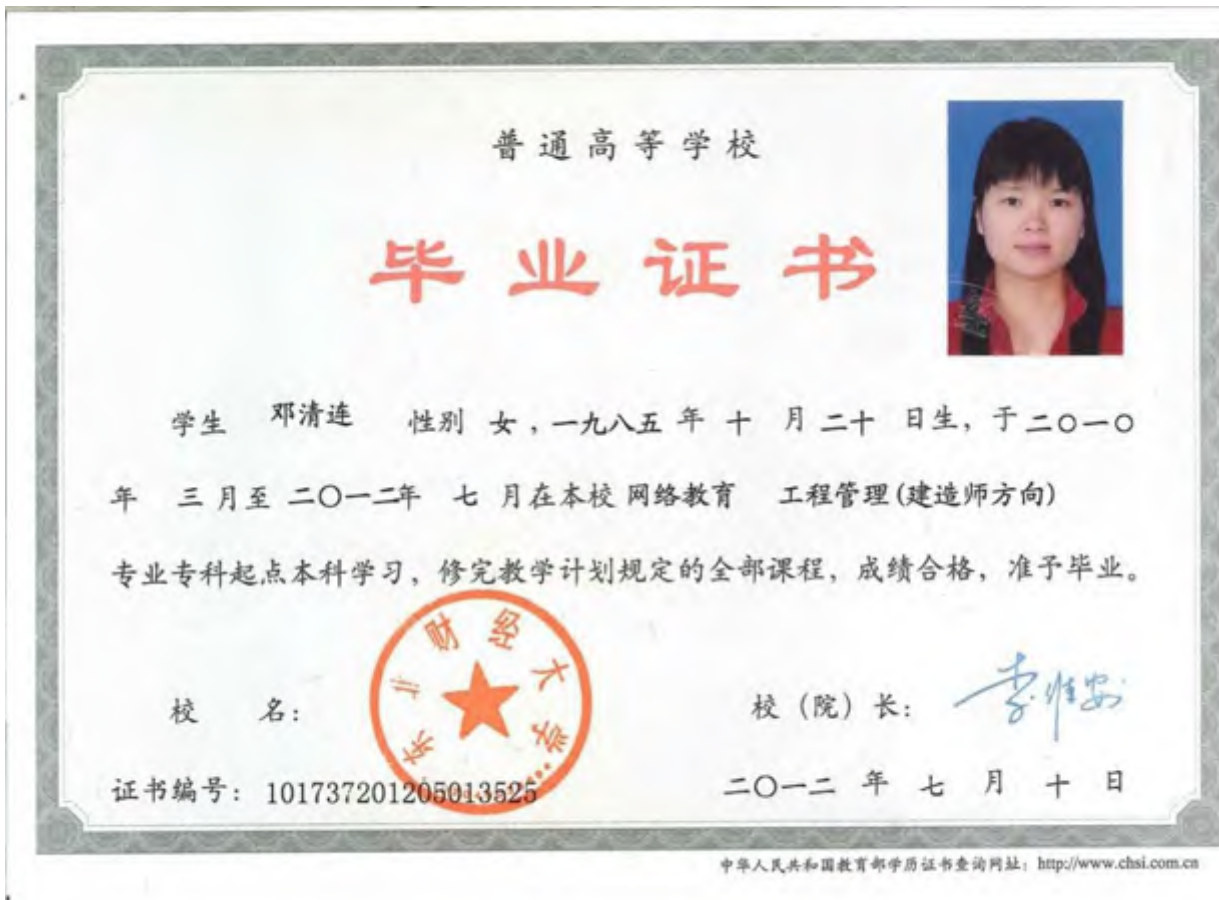 普通高等学校
毕业证书
学生 邓清连 性别 女，一九八五 年 十 月 二十 日生，于二〇一〇
年 三 月至 二〇一二年 七 月在本校 网络教育 工程管理(建造师方向)
专业专科起点本科学习，修完教学计划规定的全部课程，成绩合格，准予毕业。
东北财经大学
校 名：
校（院）长：李维安
证书编号：101737201205013525
二〇一二 年 七 月 十 日
中华人民共和国教育部学历证书查询网址：http://www.chsi.com.cn